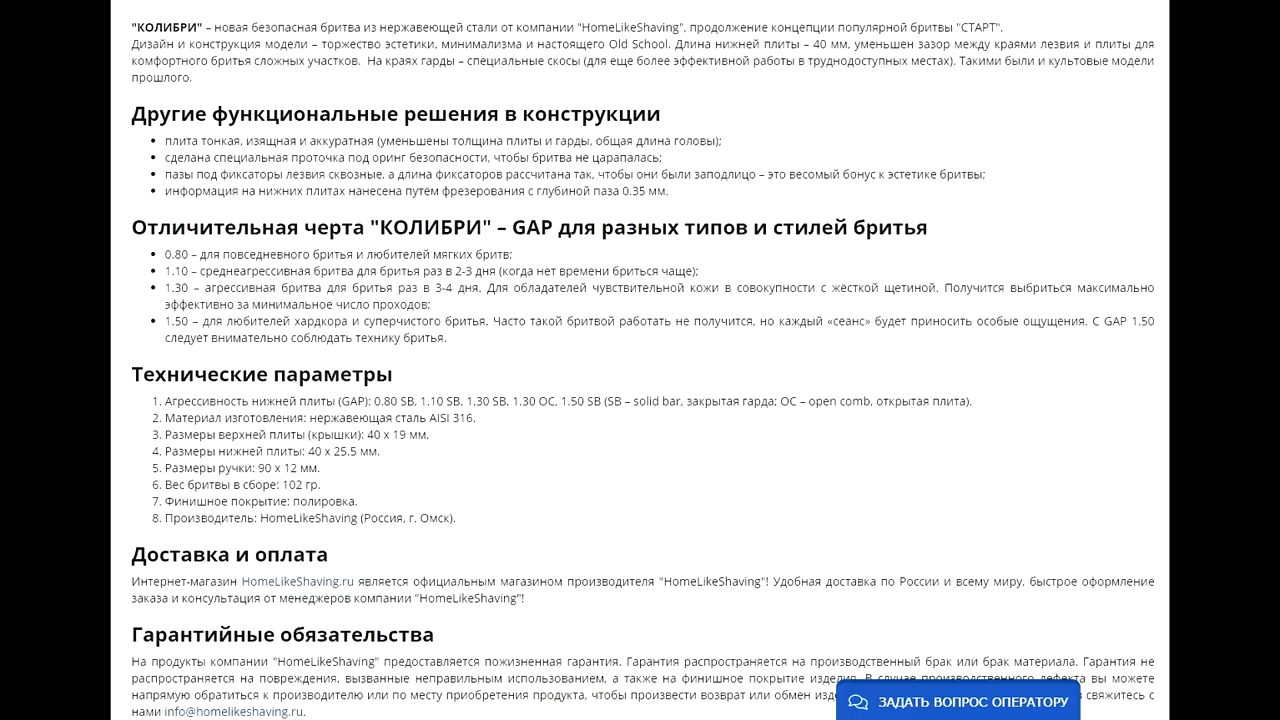 "КОЛИБРИ" – новая безопасная бритва из нержавеющей стали от компании "HomeLikeShaving", продолжение концепции популярной бритвы "СТАРТ".
Дизайн и конструкция модели – торжество эстетики, минимализма и настоящего Old School. Длина нижней плиты – 40 мм, уменьшен зазор между краями лезвия и плиты для
комфортного бритья сложных участков. На краях гарды – специальные скосы (для еще более эффективной работы в труднодоступных местах). Такими были и культовые модели
прошлого.
Другие функциональные решения в конструкции
• плита тонкая, изящная и аккуратная (уменьшены толщина плиты и гарды, общая длина головы);
• сделана специальная проточка под оринг безопасности, чтобы бритва не царапалась;
• пазы под фиксаторы лезвия сквозные, а длина фиксаторов рассчитана так, чтобы они были заподлицо – это весомый бонус к эстетике бритвы;
• информация на нижних плитах нанесена путём фрезерования с глубиной паза 0.35 мм.
Отличительная черта "КОЛИБРИ" – GAP для разных типов и стилей бритья
• 0.80 – для повседневного бритья и любителей мягких бритв;
• 1.10 – среднеагрессивная бритва для бритья раз в 2-3 дня (когда нет времени бриться чаще);
• 1.30 – агрессивная бритва для бритья раз в 3-4 дня. Для обладателей чувствительной кожи в совокупности с жёсткой щетиной. Получится выбриться максимально
эффективно за минимальное число проходов;
• 1.50 – для любителей хардкора и суперчистого бритья. Часто такой бритвой работать не получится, но каждый «сеанс» будет приносить особые ощущения. С GAP 1.50
следует внимательно соблюдать технику бритья.
Технические параметры
1. Агрессивность нижней плиты (GAP): 0.80 SB, 1.10 SB, 1.30 SB, 1.30 OC, 1.50 SB (SB – solid bar, закрытая гарда; OC – open comb, открытая плита).
2. Материал изготовления: нержавеющая сталь AISI 316.
3. Размеры верхней плиты (крышки): 40 х 19 мм.
4. Размеры нижней плиты: 40 х 25.5 мм.
5. Размеры ручки: 90 х 12 мм.
6. Вес бритвы в сборе: 102 гр.
7. Финишное покрытие: полировка.
8. Производитель: HomeLikeShaving (Россия, г. Омск).
Доставка и оплата
Интернет-магазин HomeLikeShaving.ru является официальным магазином производителя "HomeLikeShaving"! Удобная доставка по России и всему миру, быстрое оформление
заказа и консультация от менеджеров компании "HomeLikeShaving"!
Гарантийные обязательства
На продукты компании "HomeLikeShaving" предоставляется пожизненная гарантия. Гарантия распространяется на производственный брак или брак материала. Гарантия не
распространяется на повреждения, вызванные неправильным использованием, а также на финишное покрытие изделия. В случае производственного дефекта вы можете
напрямую обратиться к производителю или по месту приобретения продукта, чтобы произвести возврат или обмен свяжитесь с
нами info@homelikeshaving.ru.
ЗАДАТЬ ВОПРОС ОПЕРАТОРУ